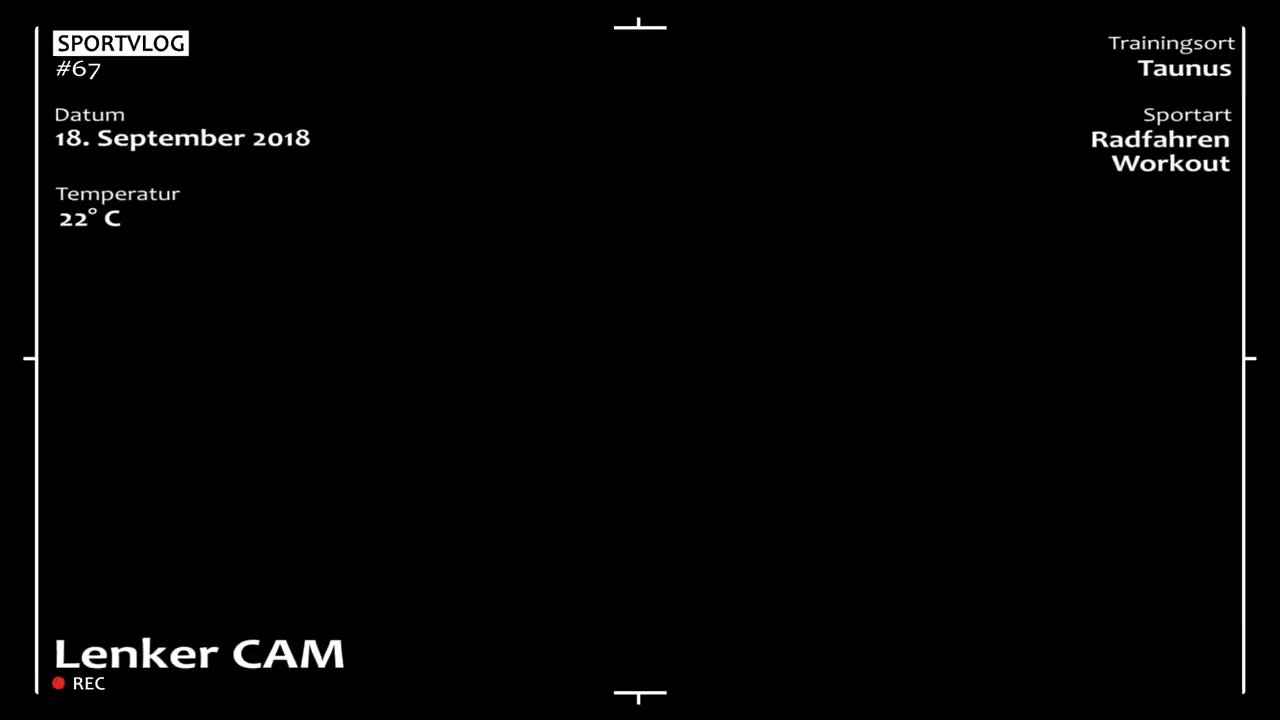 SPORTVLOG
#67
Datum
18. September 2018
Temperatur
22° C
Trainingsort
Taunus
Sportart
Radfahren
Workout
Lenker CAM
REC